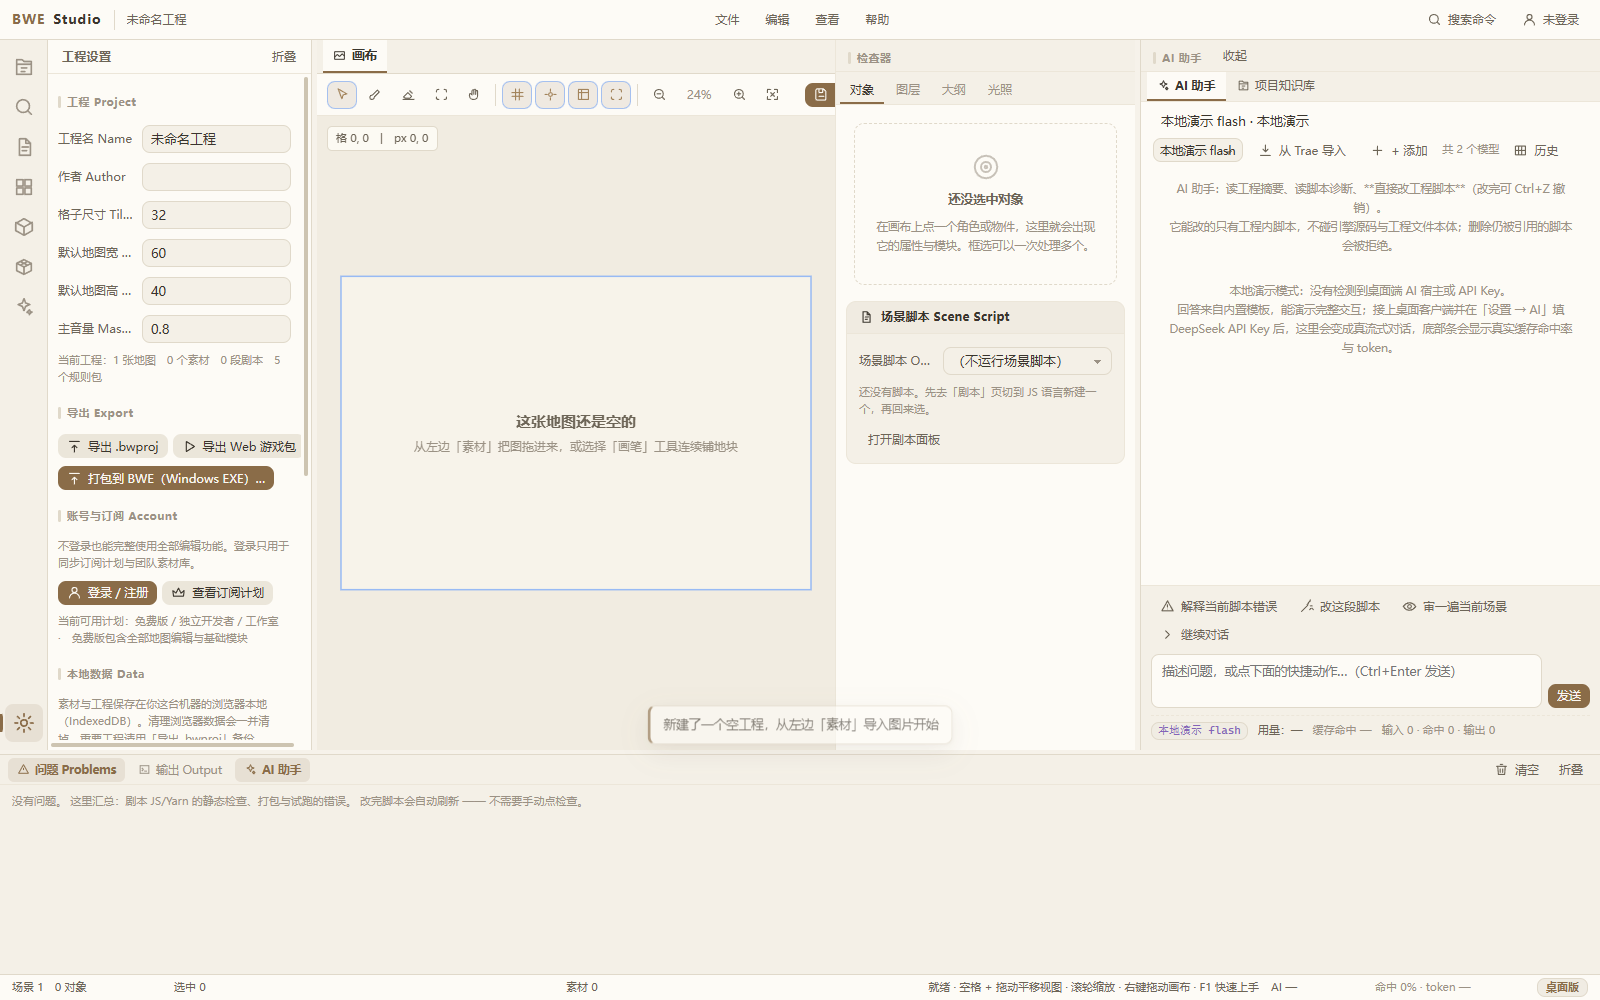 BWE Studio 未命名工程 文件 编辑 查看 帮助 搜索命令 未登录
工程设置 折叠
工程 Project
工程名 Name 未命名工程
作者 Author
格子尺寸 Til... 32
默认地图宽 ... 60
默认地图高 ... 40
主音量 Mas... 0.8
当前工程：1 张地图 0 个素材 0 段剧本 5
个规则包
导出 Export
导出 .bwproj 导出 Web 游戏包
打包到 BWE（Windows EXE）...
账号与订阅 Account
不登录也能完整使用全部编辑功能。登录只用于
同步订阅计划与团队素材库。
登录 / 注册 查看订阅计划
当前可用计划：免费版 / 独立开发者 / 工作室
· 免费版包含全部地图编辑与基础模块
本地数据 Data
素材与工程保存在你这台机器的浏览器本地
（IndexedDB）。清理浏览器数据会一并清
掉，重要工程请用「导出 .bwproj」备份
画布
24%
格 0, 0 | px 0, 0
这张地图还是空的
从左边「素材」把图拖进来，或选择「画笔」工具连续铺地块
检查器
对象 图层 大纲 光照
还没选中对象
在画布上点一个角色或物件，这里就会出现
它的属性与模块。框选可以一次处理多个。
场景脚本 Scene Script
场景脚本 O... （不运行场景脚本）
还没有脚本。先去「剧本」页切到 JS 语言新建一
个，再回来选。
打开剧本面板
AI 助手 收起
AI 助手 项目知识库
本地演示 flash · 本地演示
本地演示 flash 从 Trae 导入 + 添加 共 2 个模型 历史
AI 助手：读工程摘要、读脚本诊断、**直接改工程脚本**（改完可 Ctrl+Z 撤
销）。
它能改的只有工程内脚本，不碰引擎源码与工程文件本体；删除仍被引用的脚本
会被拒绝。
本地演示模式：没有检测到桌面端 AI 宿主或 API Key。
回答来自内置模板，能演示完整交互；接上桌面客户端并在「设置 → AI」填
DeepSeek API Key 后，这里会变成真流式对话，底部条会显示真实缓存命中率
与 token。
解释当前脚本错误 改这段脚本 审一遍当前场景
继续对话
描述问题，或点下面的快捷动作...（Ctrl+Enter 发送）
发送
本地演示 flash 用量：— 缓存命中 — 输入 0 · 命中 0 · 输出 0
新建了一个空工程，从左边「素材」导入图片开始
问题 Problems 输出 Output AI 助手 清空 折叠
没有问题。 这里汇总：剧本 JS/Yarn 的静态检查、打包与试跑的错误。 改完脚本会自动刷新 —— 不需要手动点检查。
场景 1 0 对象 选中 0 素材 0 就绪 · 空格 + 拖动平移视图 · 滚轮缩放 · 右键拖动画布 · F1 快速上手 AI — 命中 0% · token — 桌面版